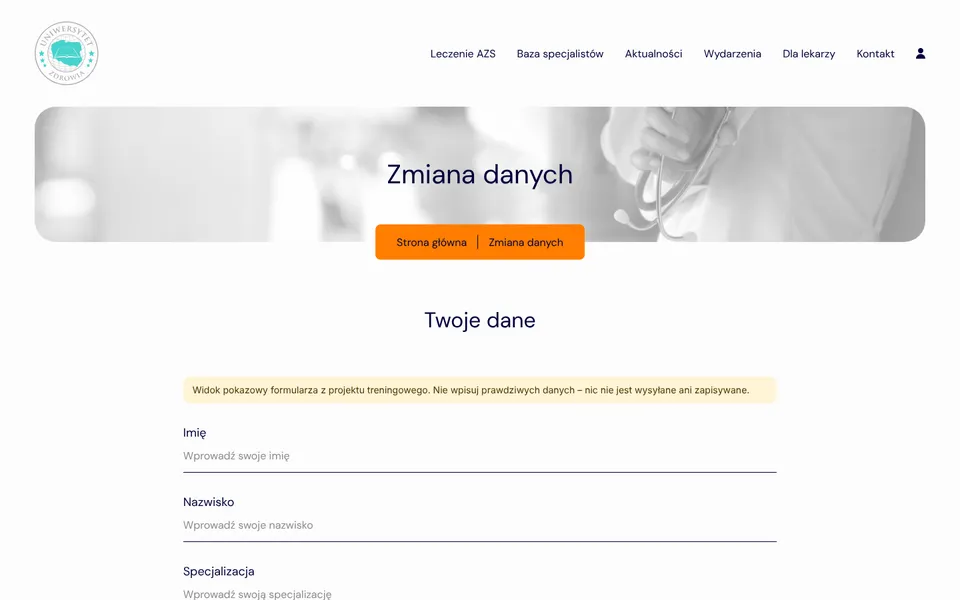 UNIWERSYTET
ZDROWIA
Leczenie AZS
Baza specjalistów
Aktualności
Wydarzenia
Dla lekarzy
Kontakt
Zmiana danych
Strona główna | Zmiana danych
Twoje dane
Widok pokazowy formularza z projektu treningowego. Nie wpisuj prawdziwych danych – nic nie jest wysyłane ani zapisywane.
Imię
Wprowadź swoje imię
Nazwisko
Wprowadź swoje nazwisko
Specjalizacja
Wprowadź swoją specjalizację